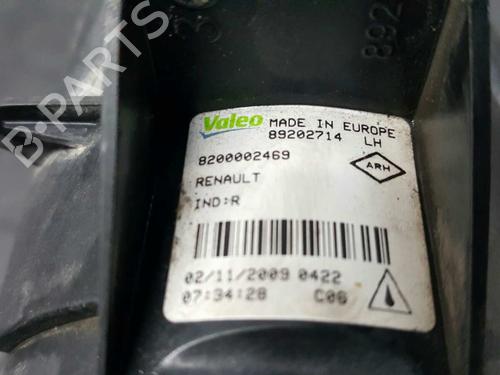 Valeo MADE IN EUROPE
89202714 LH
8200002469
ARH
RENAULT
IND:R
02/11/2009 0422
07:34:28 C06
B-PARTS